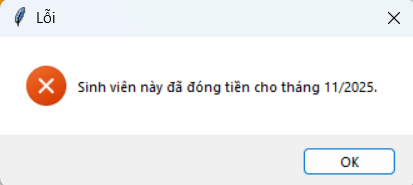 Lỗi
Sinh viên này đã đóng tiền cho tháng 11/2025.
OK